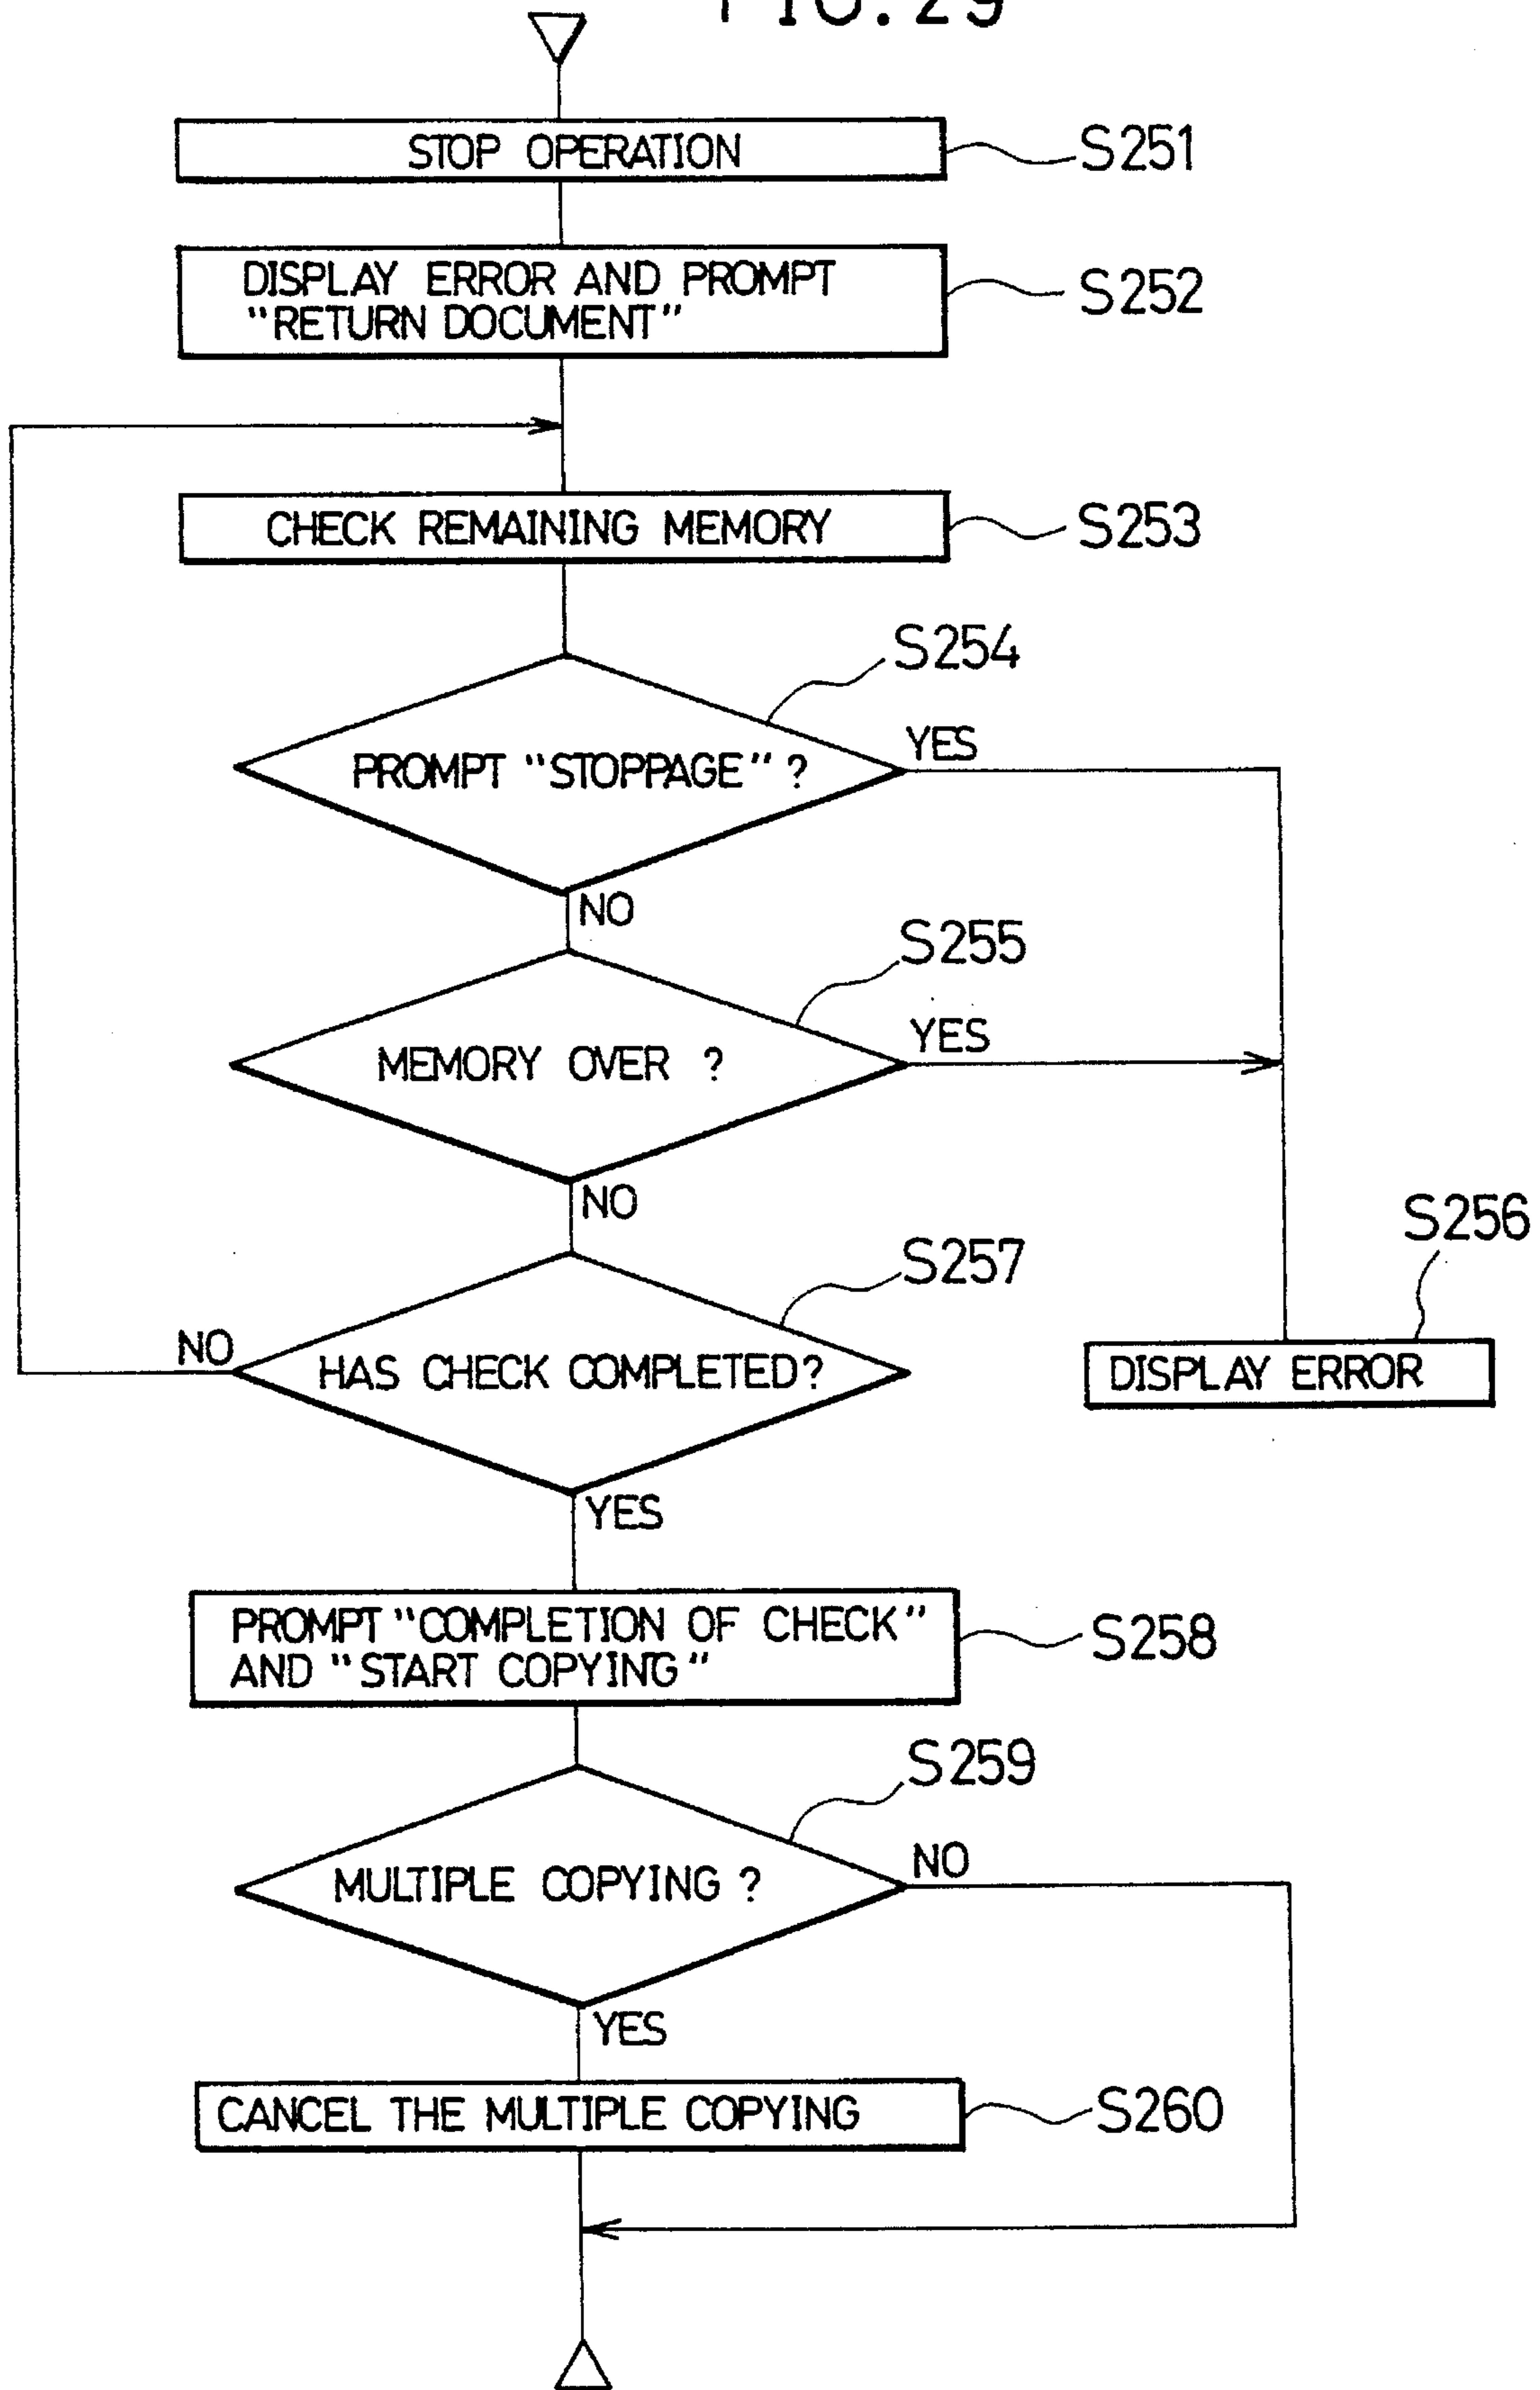 FIG. 29
STOP OPERATION
S251
DISPLAY ERROR AND PROMPT
"RETURN DOCUMENT"
S252
CHECK REMAINING MEMORY
S253
S254
PROMPT "STOPPAGE" ?
YES
NO
S255
MEMORY OVER ?
YES
NO
S256
S257
NO
HAS CHECK COMPLETED?
DISPLAY ERROR
YES
PROMPT "COMPLETION OF CHECK"
AND "START COPYING"
S258
S259
MULTIPLE COPYING ?
NO
YES
CANCEL THE MULTIPLE COPYING
S260